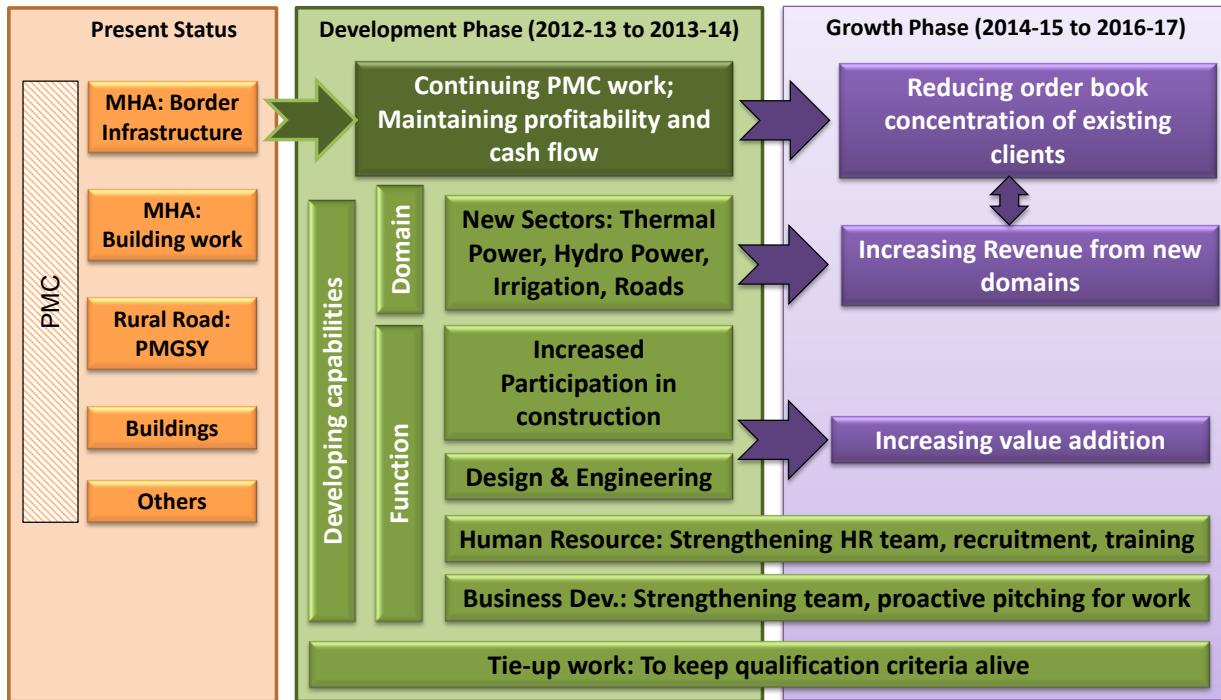 Present Status
PMC
MHA: Border
Infrastructure
MHA:
Building work
Rural Road:
PMGSY
Buildings
Others
Development Phase (2012-13 to 2013-14)
Continuing PMC work;
Maintaining profitability and
cash flow
Developing capabilities
Domain
New Sectors: Thermal
Power, Hydro Power,
Irrigation, Roads
Function
Increased
Participation in
construction
Design & Engineering
Human Resource: Strengthening HR team, recruitment, training
Business Dev.: Strengthening team, proactive pitching for work
Tie-up work: To keep qualification criteria alive
Growth Phase (2014-15 to 2016-17)
Reducing order book
concentration of existing
clients
Increasing Revenue from new
domains
Increasing value addition